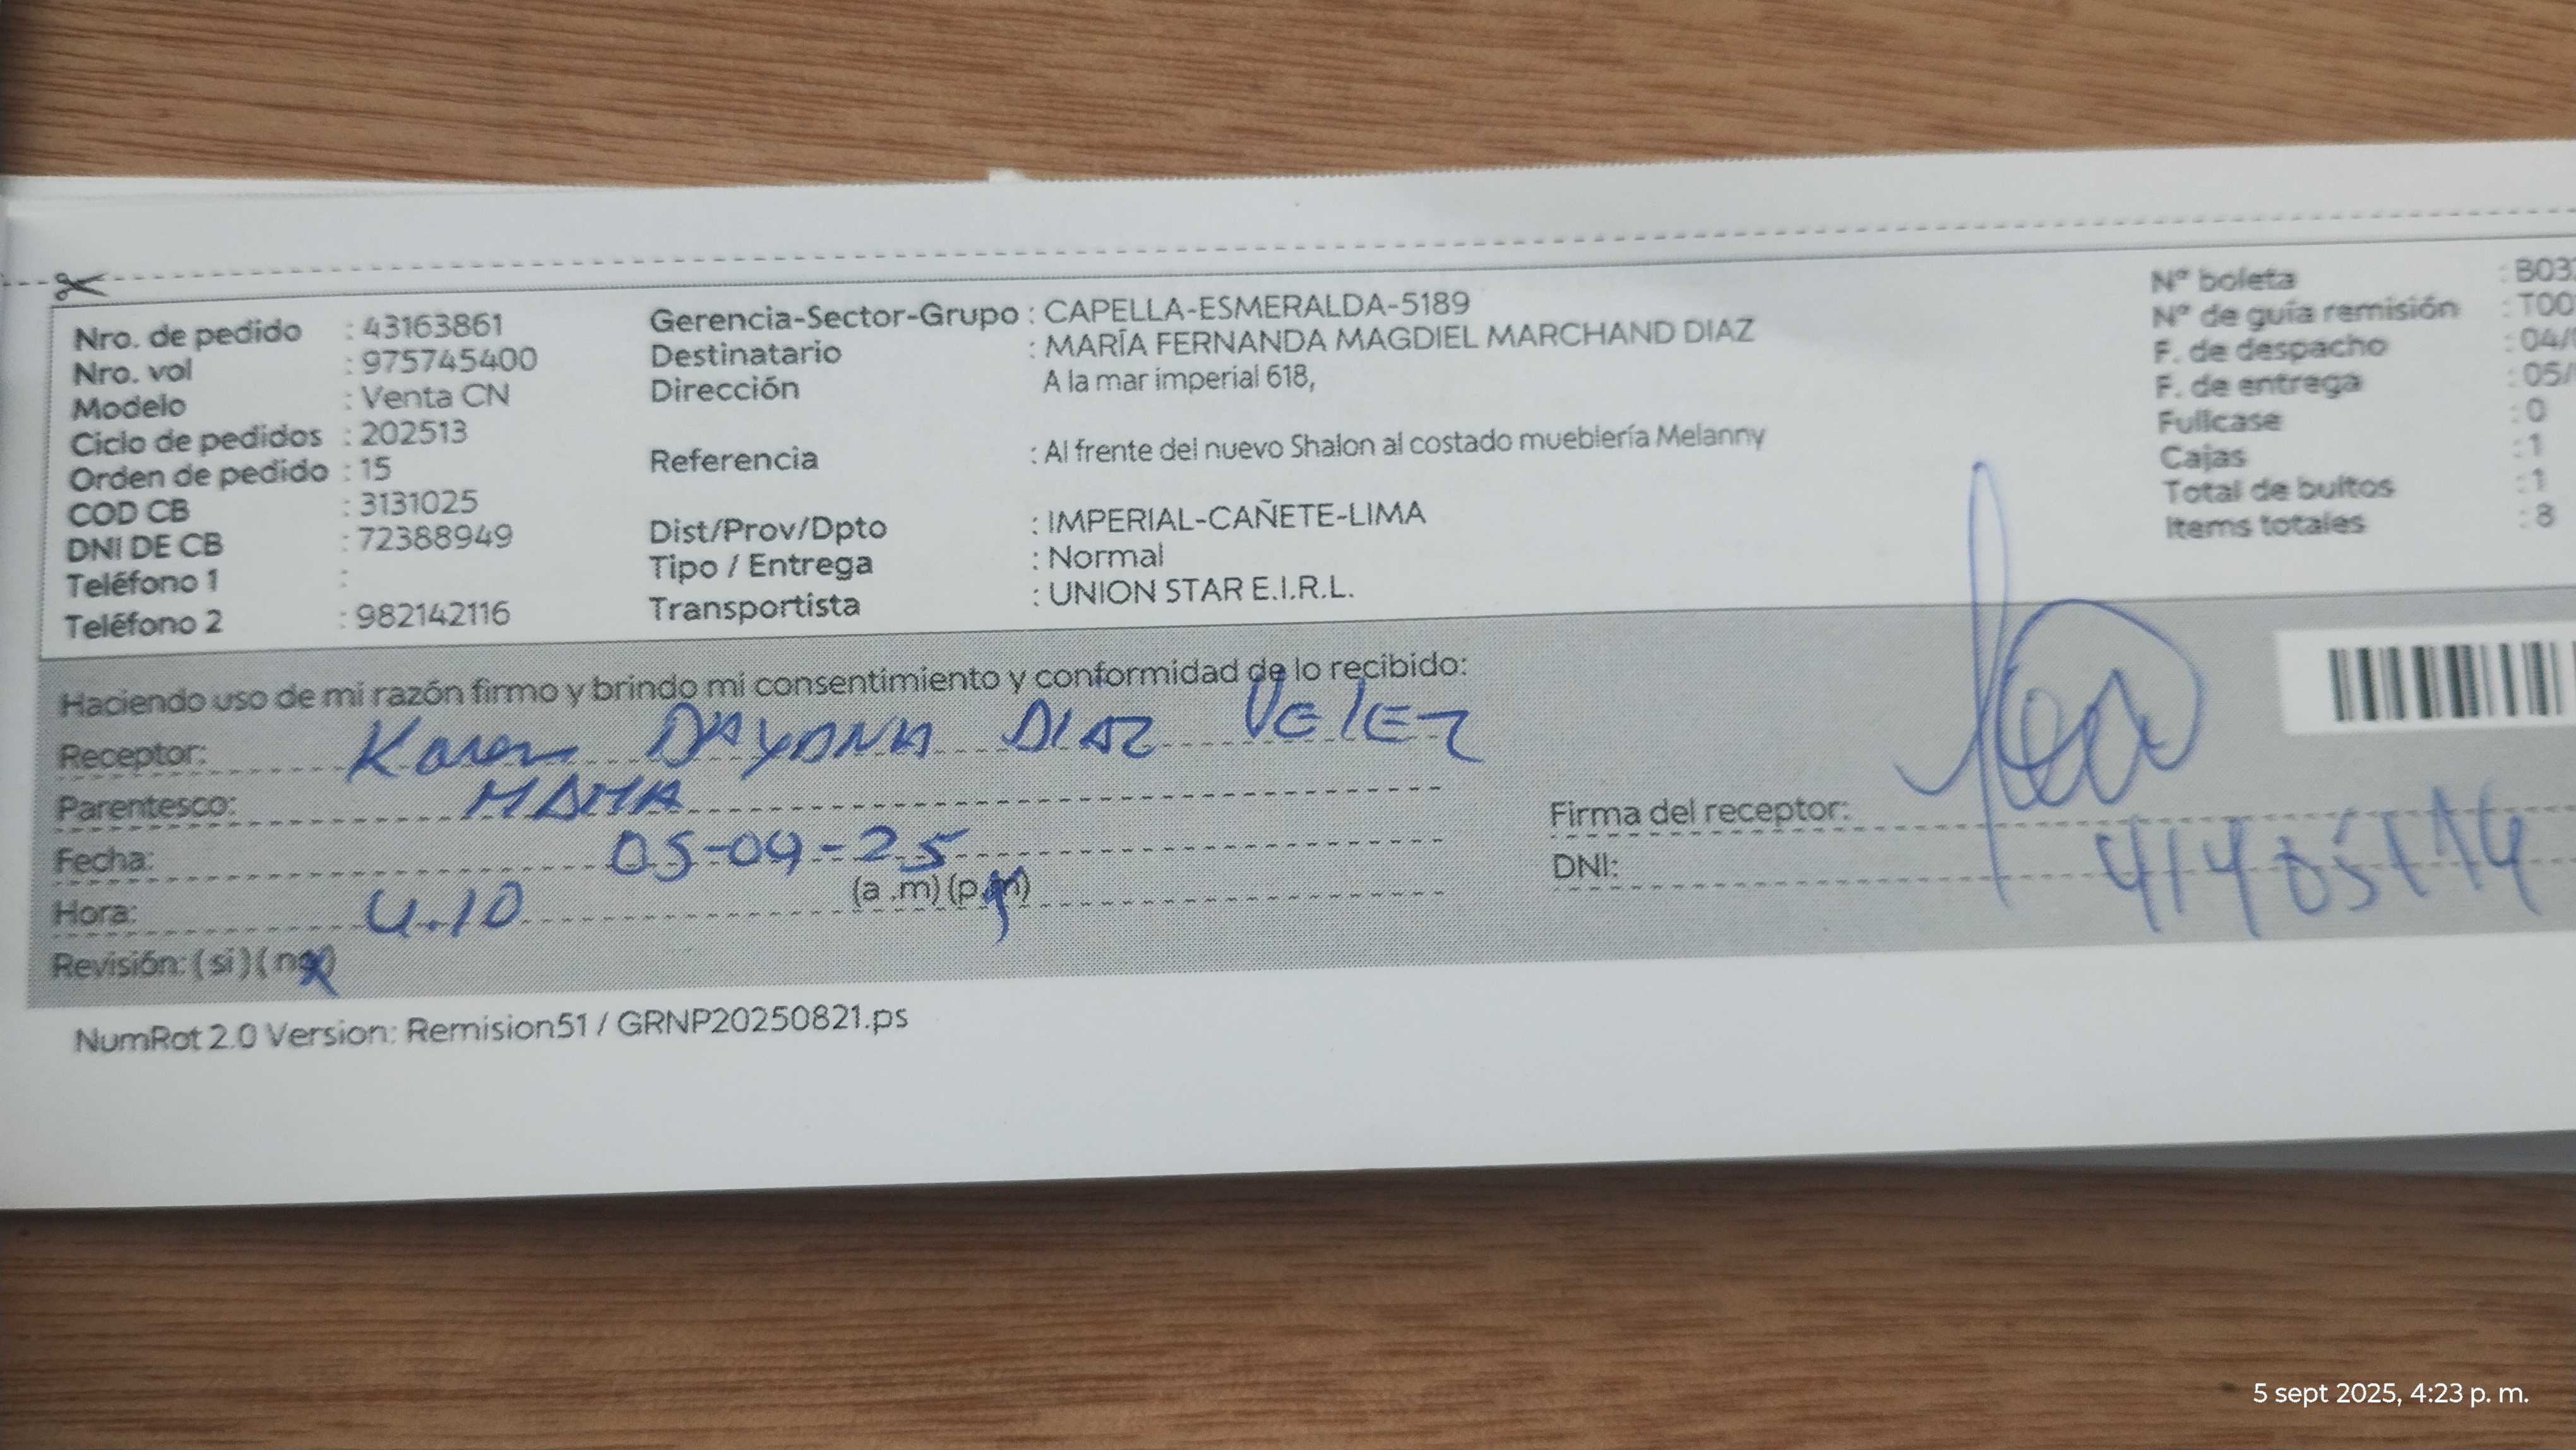 Nro. de pedido : 43163861
Nro. vol : 975745400
Modelo : Venta CN
Ciclo de pedidos : 202513
Orden de pedido : 15
COD CB : 3131025
DNI DE CB : 72388949
Teléfono 1 :
Teléfono 2 : 982142116
Gerencia-Sector-Grupo : CAPELLA-ESMERALDA-5189
Destinatario : MARÍA FERNANDA MAGDIEL MARCHAND DIAZ
Dirección A la mar imperial 618,
Referencia : Al frente del nuevo Shalon al costado mueblería Melanny
Dist/Prov/Dpto : IMPERIAL-CAÑETE-LIMA
Tipo / Entrega : Normal
Transportista : UNION STAR E.I.R.L.
N° boleta : B03
N° de guía remisión : T00
F. de despacho : 04/
F. de entrega : 05/
Fullcase : 0
Cajas : 1
Total de bultos : 1
Items totales : 8
Haciendo uso de mi razón firmo y brindo mi consentimiento y conformidad de lo recibido:
Receptor: Karen DAYANA DIAZ VELEZ
Parentesco: MAMA
Fecha: 05-09-25
Hora: 4.10 (a .m) (p.m)
Revisión: ( si ) ( no )
Firma del receptor:
DNI:
NumRot 2.0 Version: Remision51 / GRNP20250821.ps
5 sept 2025, 4:23 p. m.